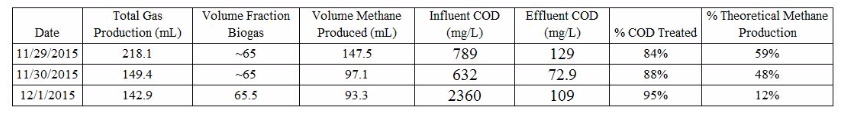 Date Total Gas Production (mL) Volume Fraction Biogas Volume Methane Produced (mL) Influent COD (mg/L) Effluent COD (mg/L) % COD Treated % Theoretical Methane Production
11/29/2015 218.1 ~65 147.5 789 129 84% 59%
11/30/2015 149.4 ~65 97.1 632 72.9 88% 48%
12/1/2015 142.9 65.5 93.3 2360 109 95% 12%